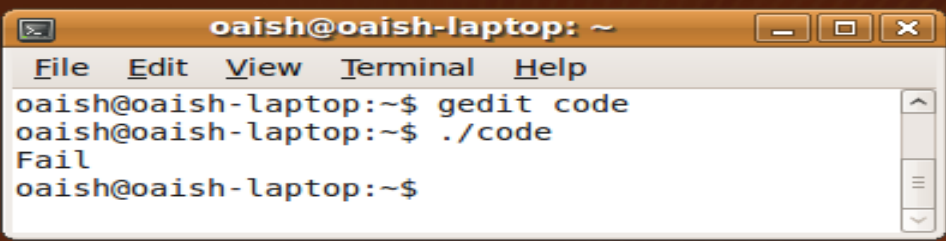 oaish@oaish-laptop: ~
File Edit View Terminal Help
oaish@oaish-laptop:~$ gedit code
oaish@oaish-laptop:~$ ./code
Fail
oaish@oaish-laptop:~$